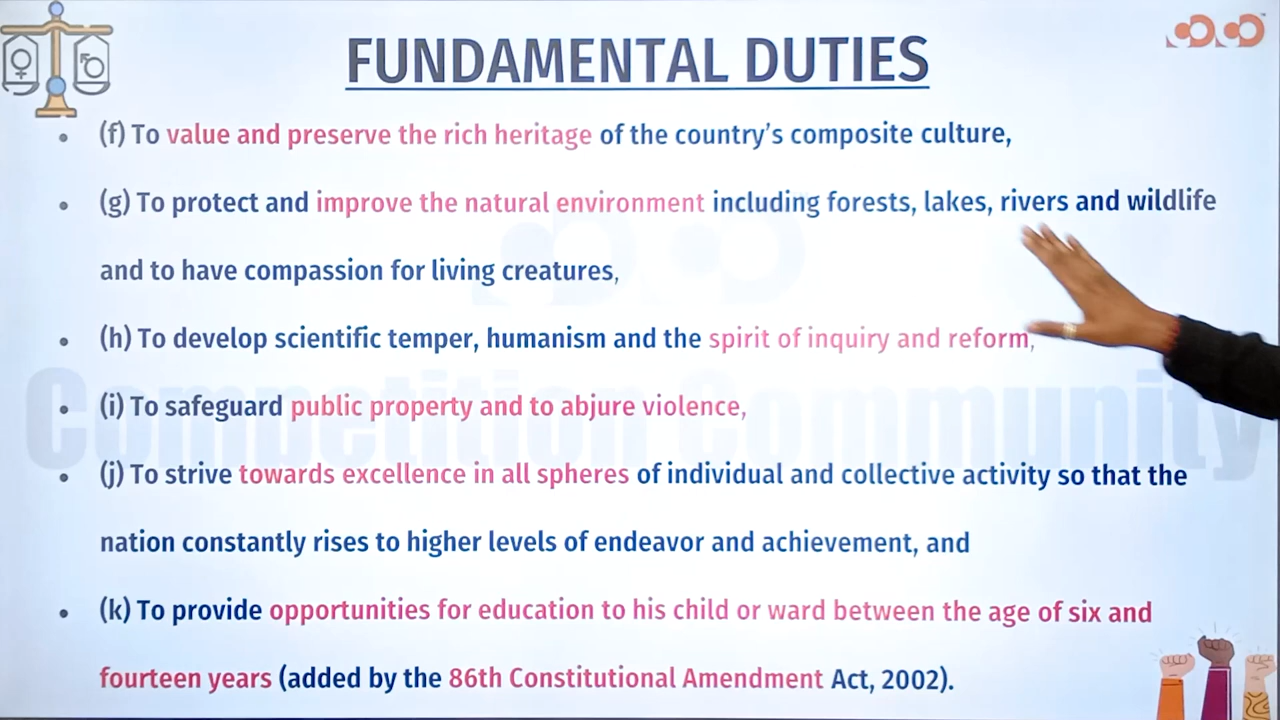 FUNDAMENTAL DUTIES
• (f) To value and preserve the rich heritage of the country's composite culture,
• (g) To protect and improve the natural environment including forests, lakes, rivers and wildlife
and to have compassion for living creatures,
• (h) To develop scientific temper, humanism and the spirit of inquiry and reform,
• (i) To safeguard public property and to abjure violence,
• (j) To strive towards excellence in all spheres of individual and collective activity so that the
nation constantly rises to higher levels of endeavor and achievement, and
• (k) To provide opportunities for education to his child or ward between the age of six and
fourteen years (added by the 86th Constitutional Amendment Act, 2002).
Competition Community